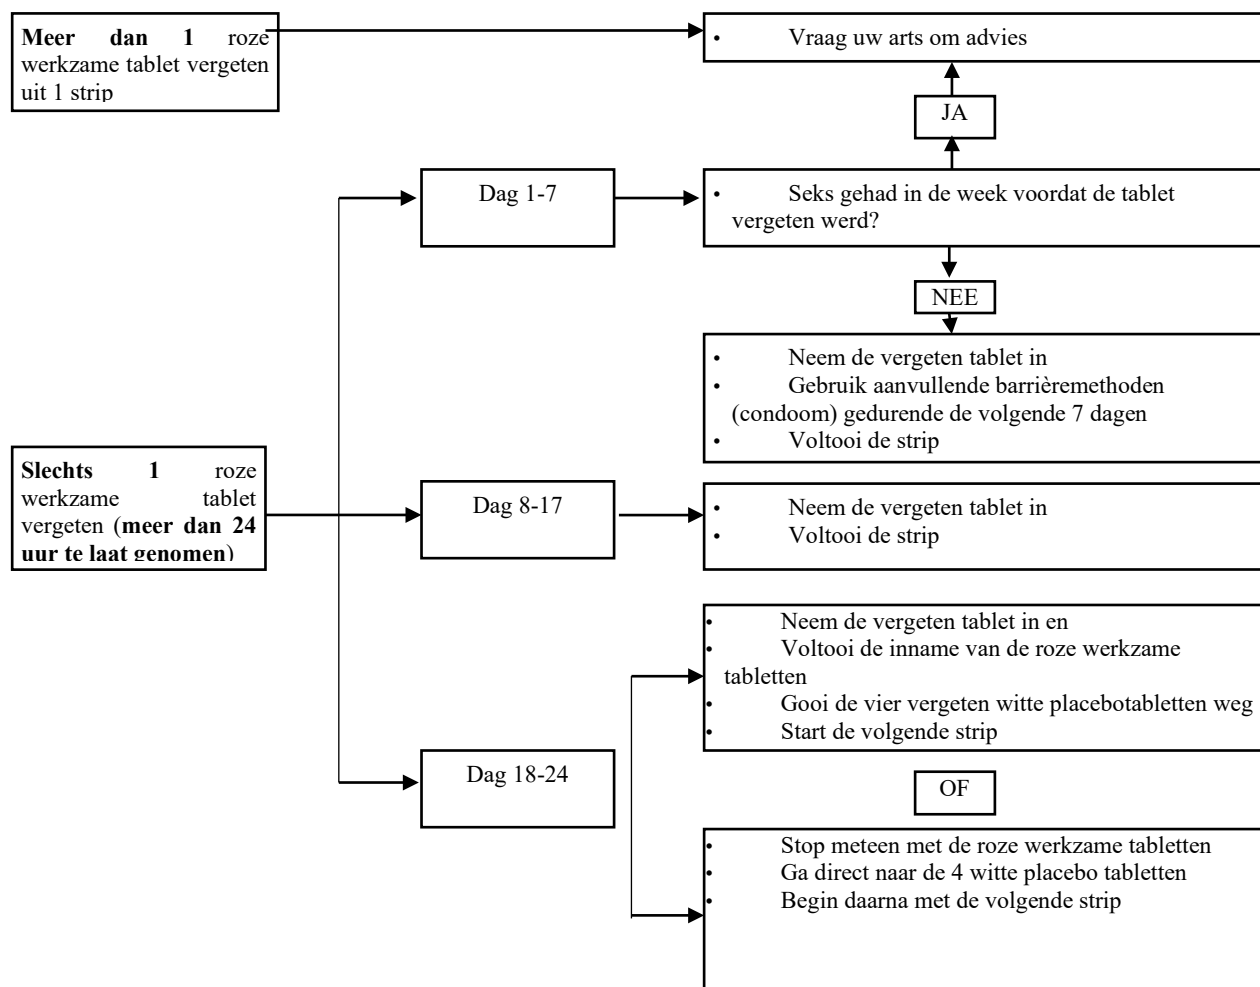 Meer dan 1 roze
werkzame tablet vergeten
uit 1 strip
• Vraag uw arts om advies
JA
Dag 1-7
• Seks gehad in de week voordat de tablet
vergeten werd?
NEE
• Neem de vergeten tablet in
• Gebruik aanvullende barrièremethoden
(condoom) gedurende de volgende 7 dagen
• Voltooi de strip
Slechts 1 roze
werkzame tablet
vergeten (meer dan 24
uur te laat genomen)
Dag 8-17
• Neem de vergeten tablet in
• Voltooi de strip
Dag 18-24
• Neem de vergeten tablet in en
• Voltooi de inname van de roze werkzame
tabletten
• Gooi de vier vergeten witte placebotabletten weg
• Start de volgende strip
OF
• Stop meteen met de roze werkzame tabletten
• Ga direct naar de 4 witte placebo tabletten
• Begin daarna met de volgende strip